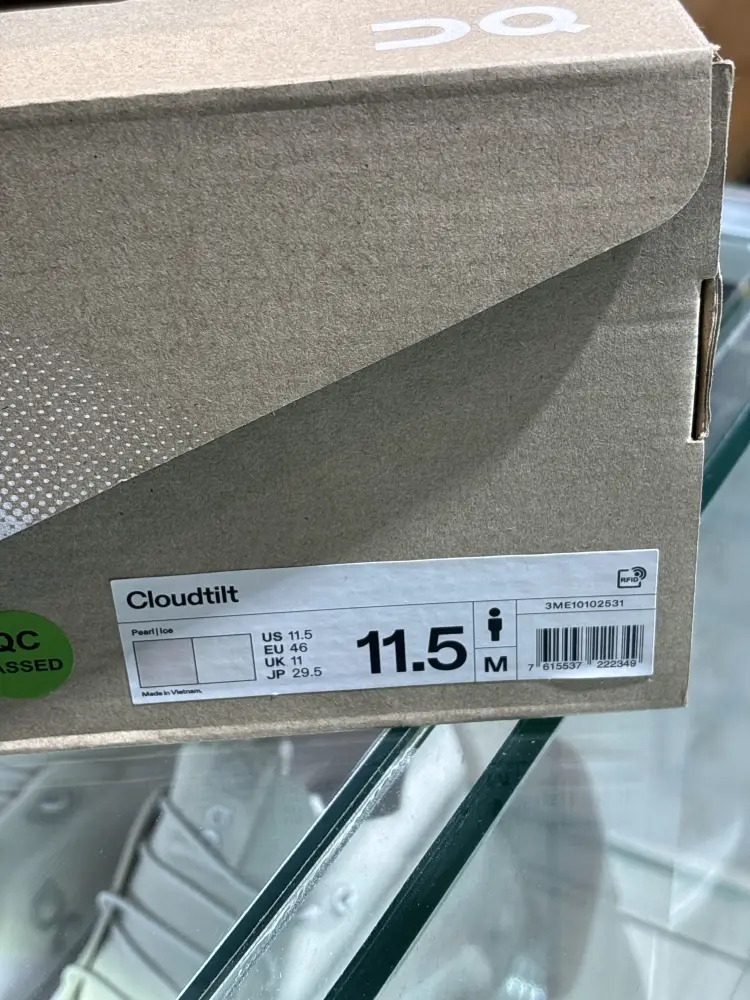 Cloudtilt
RFID
Pearl | Ice
US 11.5
EU 46
UK 11
JP 29.5
Made in Vietnam.
11.5
M
3ME10102531
7 615537 222349
QC
ASSED